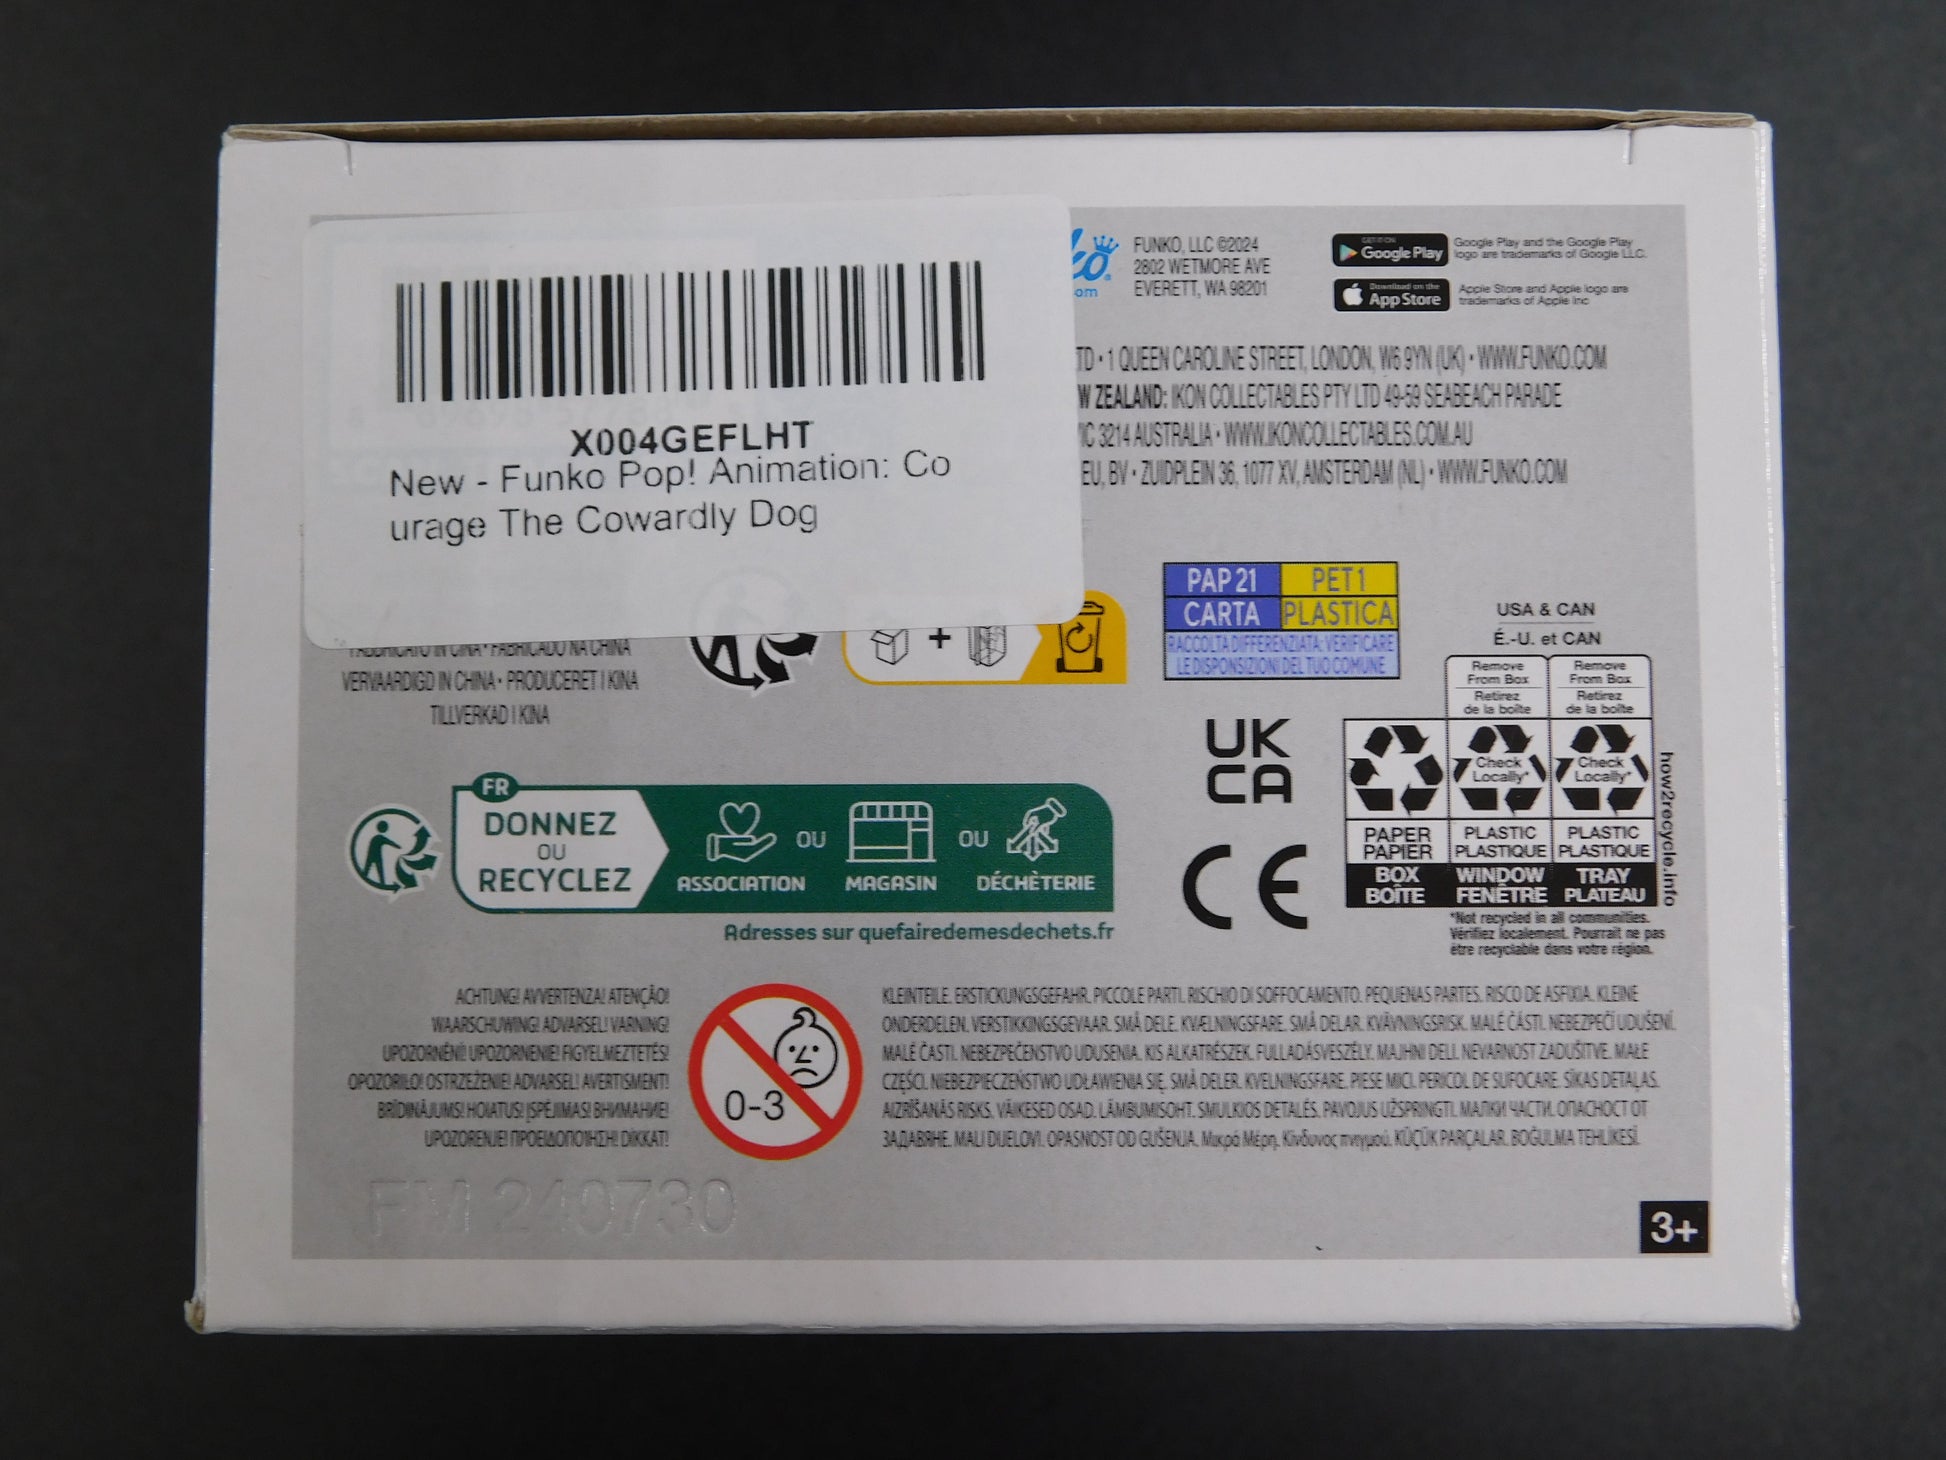 X004GEFLHT
New - Funko Pop! Animation: Co
urage The Cowardly Dog
om
FUNKO, LLC ©2024
2802 WETMORE AVE
EVERETT, WA 98201
GET IT ON
Google Play
Google Play and the Google Play
logo are trademarks of Google LLC.
Download on the
App Store
Apple Store and Apple logo are
trademarks of Apple Inc
TD • 1 QUEEN CAROLINE STREET, LONDON, W6 9YN (UK) • WWW.FUNKO.COM
W ZEALAND: IKON COLLECTABLES PTY LTD 49-59 SEABEACH PARADE
IC 3214 AUSTRALIA • WWW.IKONCOLLECTABLES.COM.AU
EU, BV • ZUIDPLEIN 36, 1077 XV, AMSTERDAM (NL) • WWW.FUNKO.COM
FABBRICATO IN CINA • FABRICADO NA CHINA
VERVAARDIGD IN CHINA • PRODUCERET I KINA
TILLVERKAD I KINA
+
PAP 21 PET 1
CARTA PLASTICA
RACCOLTA DIFFERENZIATA: VERIFICARE
LE DISPOSIZIONI DEL TUO COMUNE
USA & CAN
É.-U. et CAN
Remove
From Box
Retirez
de la boîte
Remove
From Box
Retirez
de la boîte
Check
Locally*
Check
Locally*
PAPER
PAPIER
BOX
BOÎTE
PLASTIC
PLASTIQUE
WINDOW
FENÊTRE
PLASTIC
PLASTIQUE
TRAY
PLATEAU
how2recycle.info
*Not recycled in all communities.
Vérifiez localement. Pourrait ne pas
être recyclable dans votre région.
UK
CA
CE
FR
DONNEZ
OU
RECYCLEZ
ASSOCIATION
OU
MAGASIN
OU
DÉCHÈTERIE
Adresses sur quefairedemesdechets.fr
ACHTUNG! AVVERTENZA! ATENÇÃO!
WAARSCHUWING! ADVARSEL! VARNING!
UPOZORNĚNÍ! UPOZORNENIE! FIGYELMEZTETÉS!
OPOZORILO! OSTRZEŻENIE! ADVARSEL! AVERTISMENT!
BRĪDINĀJUMS! HOIATUS! ĮSPĖJIMAS! ВНИМАНИЕ!
UPOZORENJE! ΠΡΟΕΙΔΟΠΟΙΗΣΗ! DİKKAT!
0-3
KLEINTEILE. ERSTICKUNGSGEFAHR. PICCOLE PARTI. RISCHIO DI SOFFOCAMENTO. PEQUENAS PARTES. RISCO DE ASFIXIA. KLEINE
ONDERDELEN. VERSTIKKINGSGEVAAR. SMÅ DELE. KVÆLNINGSFARE. SMÅ DELAR. KVÄVNINGSRISK. MALÉ ČÁSTI. NEBEZPEČÍ UDUŠENÍ.
MALÉ ČASTI. NEBEZPEČENSTVO UDUSENIA. KIS ALKATRÉSZEK. FULLADÁSVESZÉLY. MAJHNI DELI. NEVARNOST ZADUŠITVE. MAŁE
CZĘŚCI. NIEBEZPIECZEŃSTWO UDŁAWIENIA SIĘ. SMÅ DELER. KVELNINGSFARE. PIESE MICI. PERICOL DE SUFOCARE. SĪKAS DETAĻAS.
AIZRĪŠANĀS RISKS. VÄIKESED OSAD. LÄMBUMISOHT. SMULKIOS DETALĖS. PAVOJUS UŽSPRINGTI. МАЛКИ ЧАСТИ. ОПАСНОСТ ОТ
ЗАДАВЯНЕ. MALI DIJELOVI. OPASNOST OD GUŠENJA. Μικρά Μέρη. Κίνδυνος πνιγμού. KÜÇÜK PARÇALAR. BOĞULMA TEHLİKESİ.
FM 240730
3+